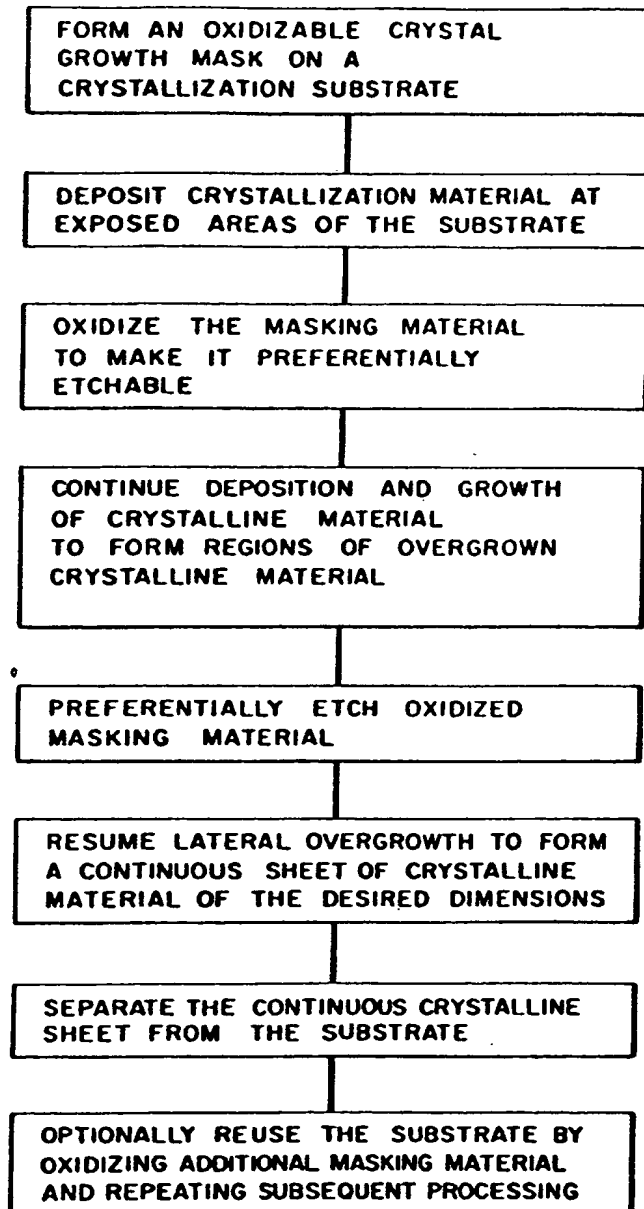 FORM AN OXIDIZABLE CRYSTAL
GROWTH MASK ON A
CRYSTALLIZATION SUBSTRATE
DEPOSIT CRYSTALLIZATION MATERIAL AT
EXPOSED AREAS OF THE SUBSTRATE
OXIDIZE THE MASKING MATERIAL
TO MAKE IT PREFERENTIALLY
ETCHABLE
CONTINUE DEPOSITION AND GROWTH
OF CRYSTALLINE MATERIAL
TO FORM REGIONS OF OVERGROWN
CRYSTALLINE MATERIAL
PREFERENTIALLY ETCH OXIDIZED
MASKING MATERIAL
RESUME LATERAL OVERGROWTH TO FORM
A CONTINUOUS SHEET OF CRYSTALLINE
MATERIAL OF THE DESIRED DIMENSIONS
SEPARATE THE CONTINUOUS CRYSTALLINE
SHEET FROM THE SUBSTRATE
OPTIONALLY REUSE THE SUBSTRATE BY
OXIDIZING ADDITIONAL MASKING MATERIAL
AND REPEATING SUBSEQUENT PROCESSING